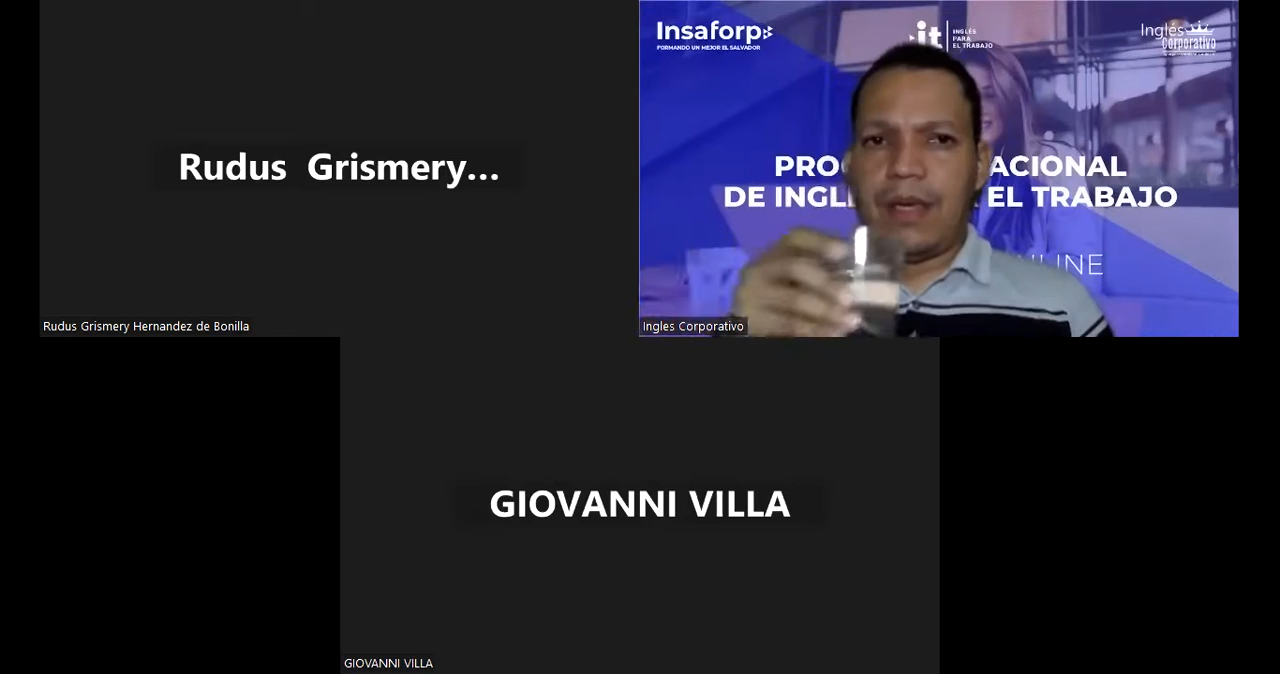 Rudus Grismery...
Rudus Grismery Hernandez de Bonilla
Insaforp
FORMANDO UN MEJOR EL SALVADOR
it
INGLÉS
PARA
EL TRABAJO
Inglés
Corporativo
PRO ACIONAL
DE INGL EL TRABAJO
LINE
Ingles Corporativo
GIOVANNI VILLA
GIOVANNI VILLA